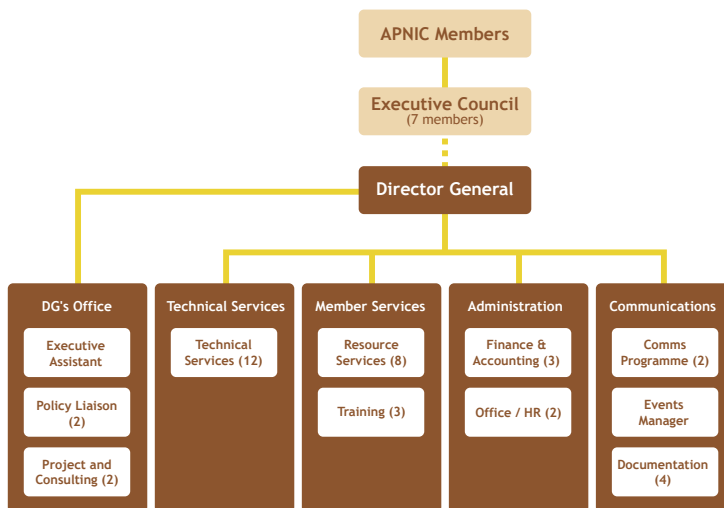 APNIC Members
Executive Council
(7 members)
Director General
DG's Office
Executive
Assistant
Policy Liaison
(2)
Project and
Consulting (2)
Technical Services
Technical
Services (12)
Member Services
Resource
Services (8)
Training (3)
Administration
Finance &
Accounting (3)
Office / HR (2)
Communications
Comms
Programme (2)
Events
Manager
Documentation
(4)